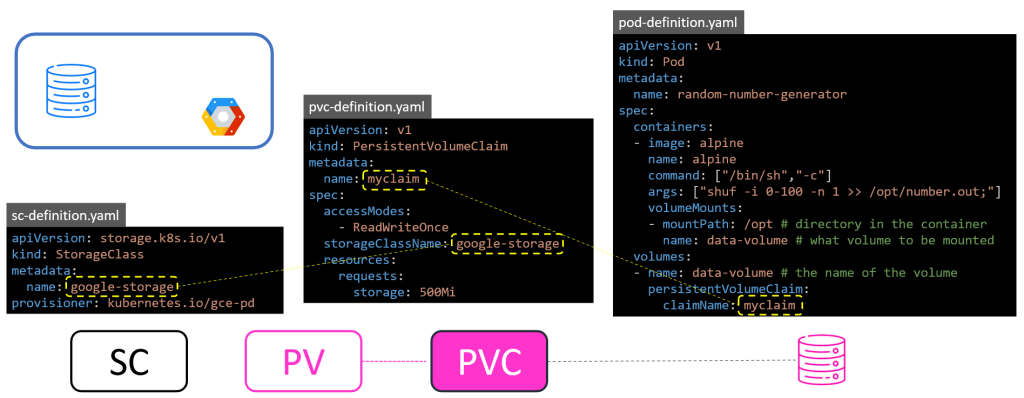 sc-definition.yaml
apiVersion: storage.k8s.io/v1
kind: StorageClass
metadata:
  name: google-storage
provisioner: kubernetes.io/gce-pd
pvc-definition.yaml
apiVersion: v1
kind: PersistentVolumeClaim
metadata:
  name: myclaim
spec:
  accessModes:
    - ReadWriteOnce
  storageClassName: google-storage
  resources:
    requests:
      storage: 500Mi
pod-definition.yaml
apiVersion: v1
kind: Pod
metadata:
  name: random-number-generator
spec:
  containers:
  - image: alpine
    name: alpine
    command: ["/bin/sh","-c"]
    args: ["shuf -i 0-100 -n 1 >> /opt/number.out;"]
    volumeMounts:
    - mountPath: /opt # directory in the container
      name: data-volume # what volume to be mounted
  volumes:
  - name: data-volume # the name of the volume
    persistentVolumeClaim:
      claimName: myclaim
SC
PV
PVC